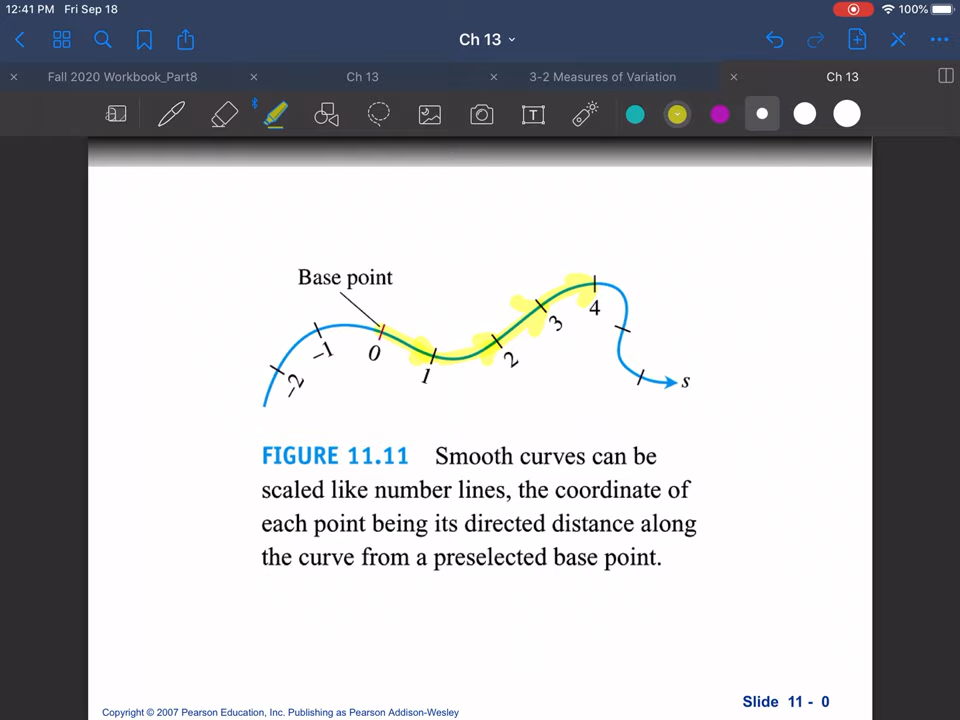 12:41 PM Fri Sep 18
100%
Ch 13
Fall 2020 Workbook_Part8
Ch 13
3-2 Measures of Variation
Ch 13
T
Base point
-2
-1
0
1
2
3
4
s
FIGURE 11.11 Smooth curves can be
scaled like number lines, the coordinate of
each point being its directed distance along
the curve from a preselected base point.
Slide 11 - 0
Copyright © 2007 Pearson Education, Inc. Publishing as Pearson Addison-Wesley